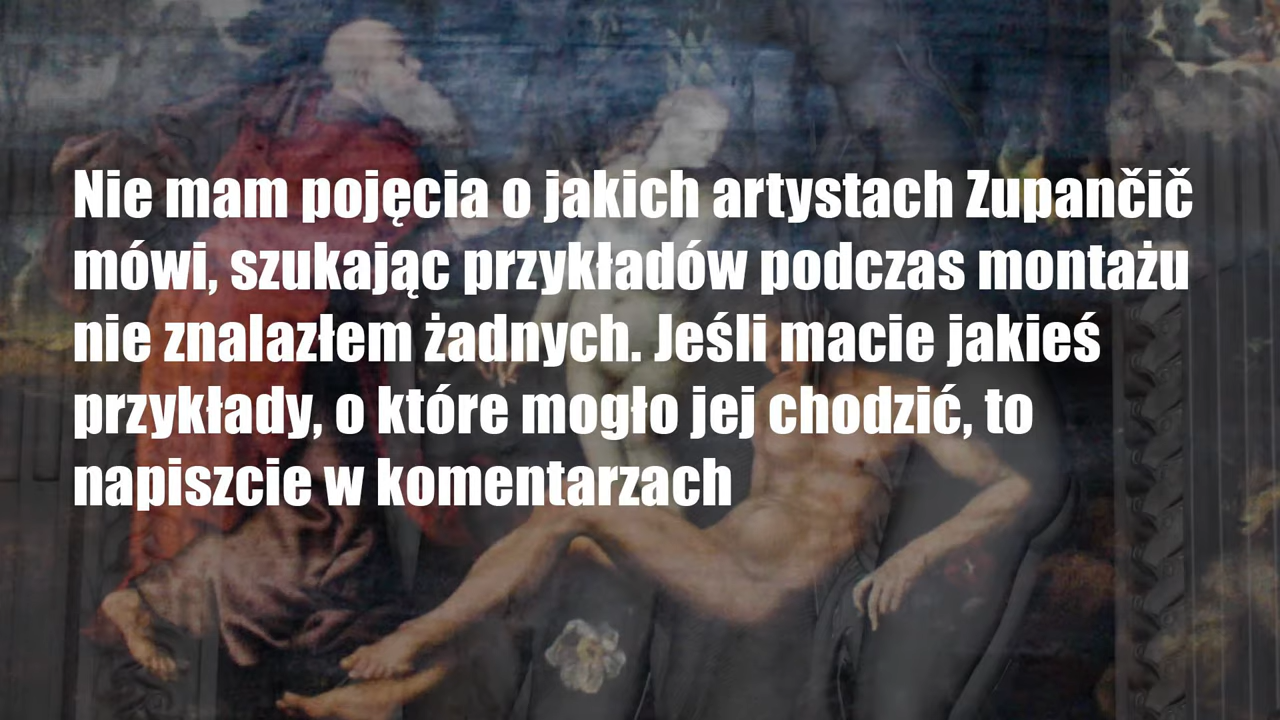 Nie mam pojęcia o jakich artystach Zupančič
mówi, szukając przykładów podczas montażu
nie znalazłem żadnych. Jeśli macie jakieś
przykłady, o które mogło jej chodzić, to
napiszcie w komentarzach